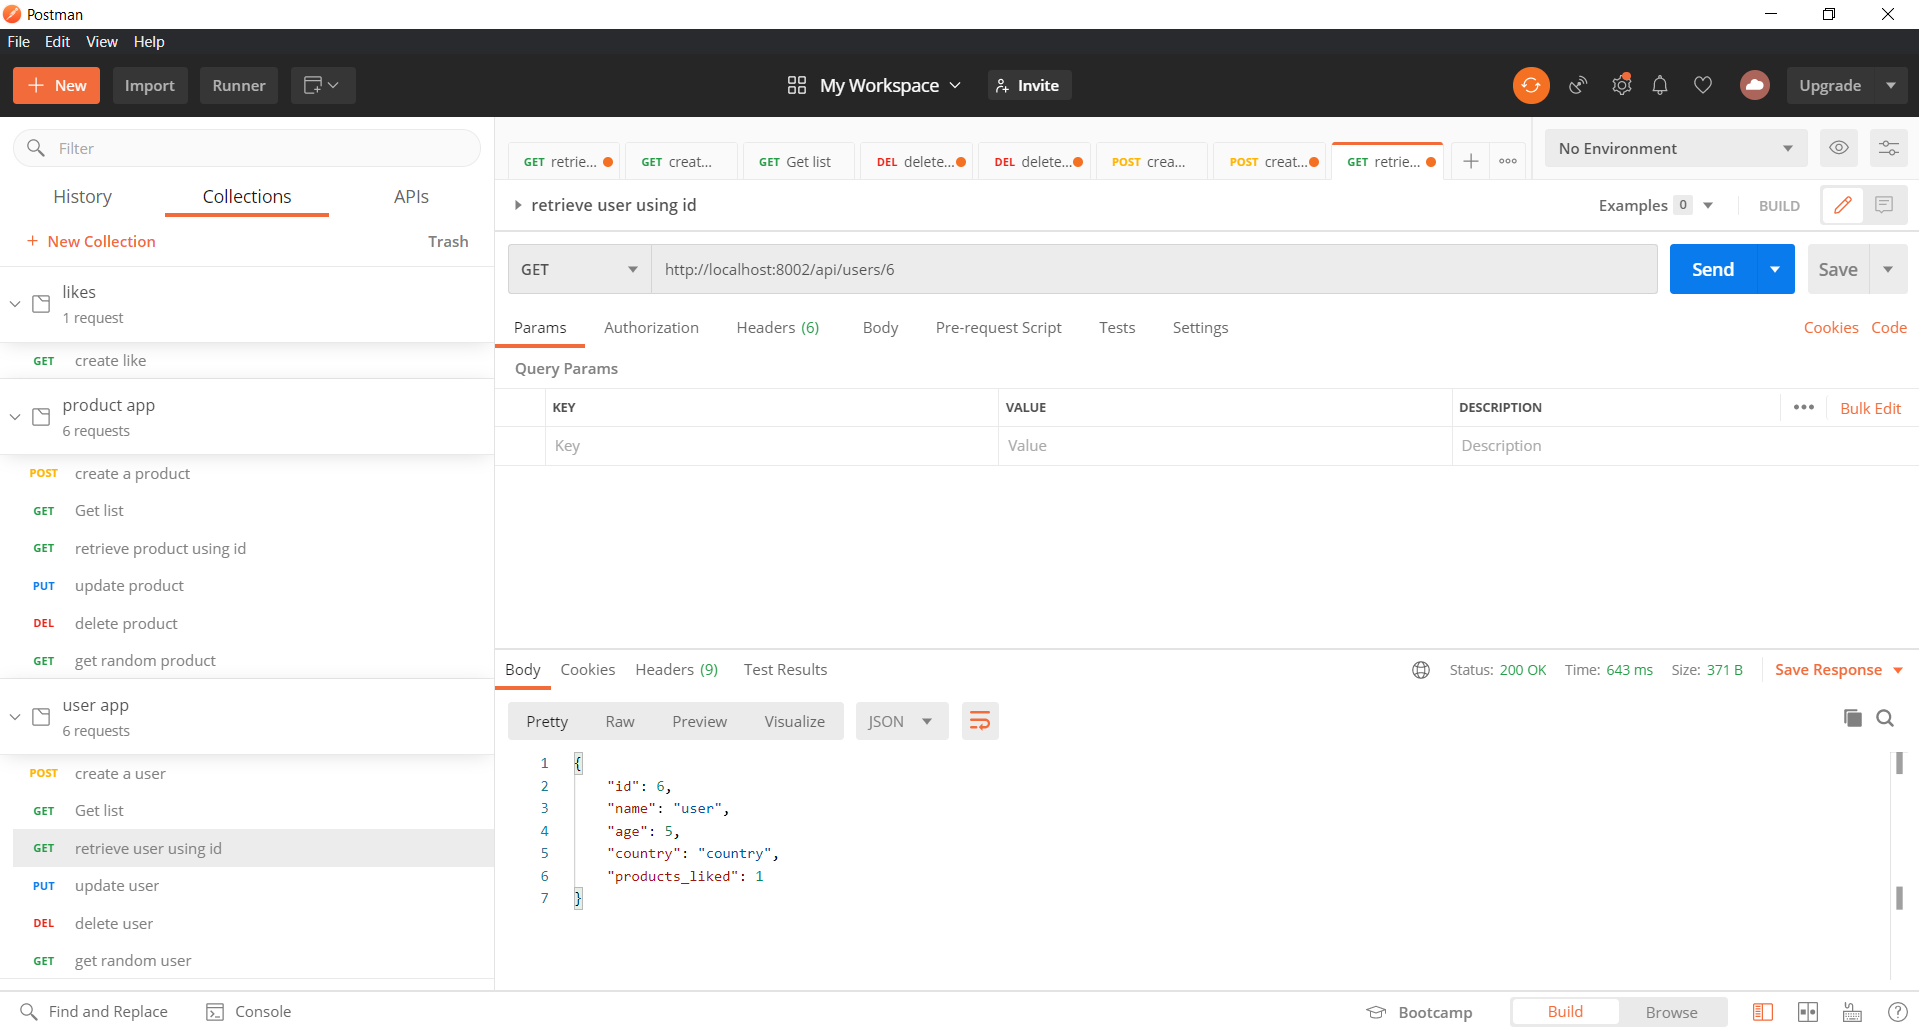 Postman
File Edit View Help
New Import Runner My Workspace Invite Upgrade
Filter
History Collections APIs
New Collection Trash
likes
1 request
GET create like
product app
6 requests
POST create a product
GET Get list
GET retrieve product using id
PUT update product
DEL delete product
GET get random product
user app
6 requests
POST create a user
GET Get list
GET retrieve user using id
PUT update user
DEL delete user
GET get random user
GET retrie... GET creat... GET Get list DEL delete... DEL delete... POST crea... POST creat... GET retrie...
No Environment
retrieve user using id Examples 0 BUILD
GET http://localhost:8002/api/users/6 Send Save
Params Authorization Headers (6) Body Pre-request Script Tests Settings Cookies Code
Query Params
KEY VALUE DESCRIPTION Bulk Edit
Key Value Description
Body Cookies Headers (9) Test Results Status: 200 OK Time: 643 ms Size: 371 B Save Response
Pretty Raw Preview Visualize JSON
1 {
2 "id": 6,
3 "name": "user",
4 "age": 5,
5 "country": "country",
6 "products_liked": 1
7 }
Find and Replace Console Bootcamp Build Browse